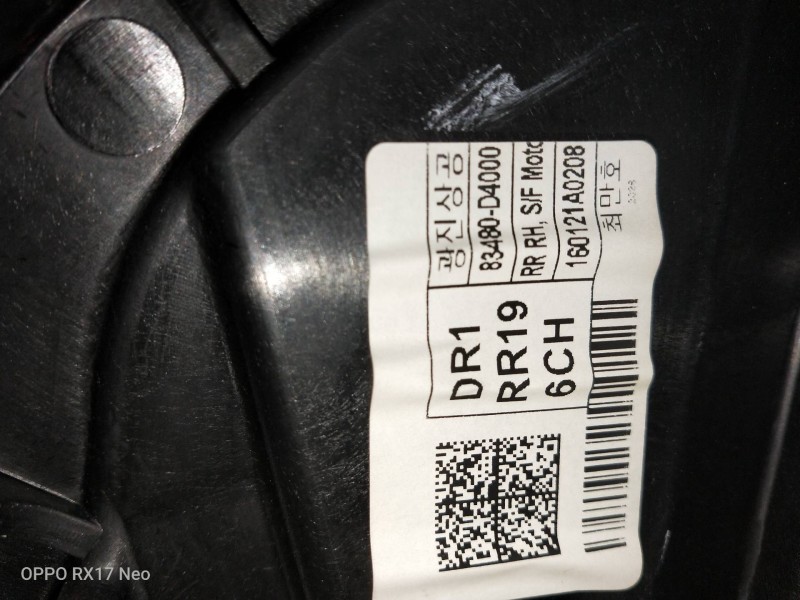 광진상공
83480-D4000
RR RH, S/F Moto
160121A0208
최만호
2028
DR1
RR19
6CH
OPPO RX17 Neo